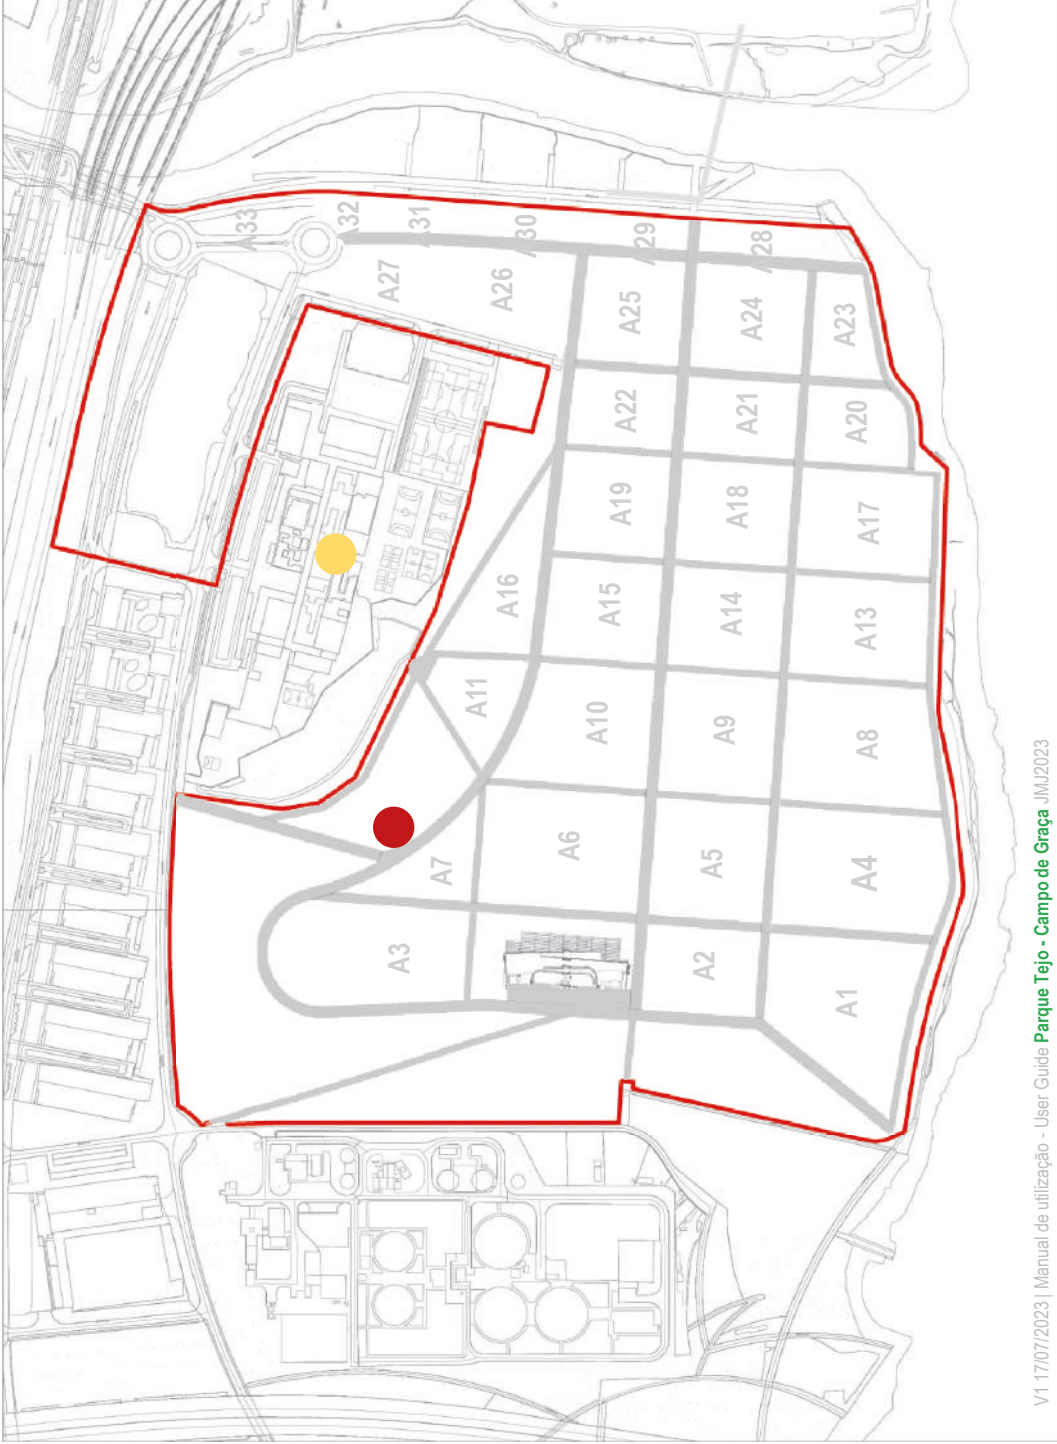 A33
A32
A3
A27
A31
A7
A11
A16
A26
A30
A6
A10
A15
A19
A22
A25
A29
A2
A5
A9
A14
A18
A21
A24
A28
A1
A4
A8
A13
A17
A20
A23
V1 17/07/2023 | Manual de utilização - User Guide Parque Tejo - Campo de Graça JMJ2023